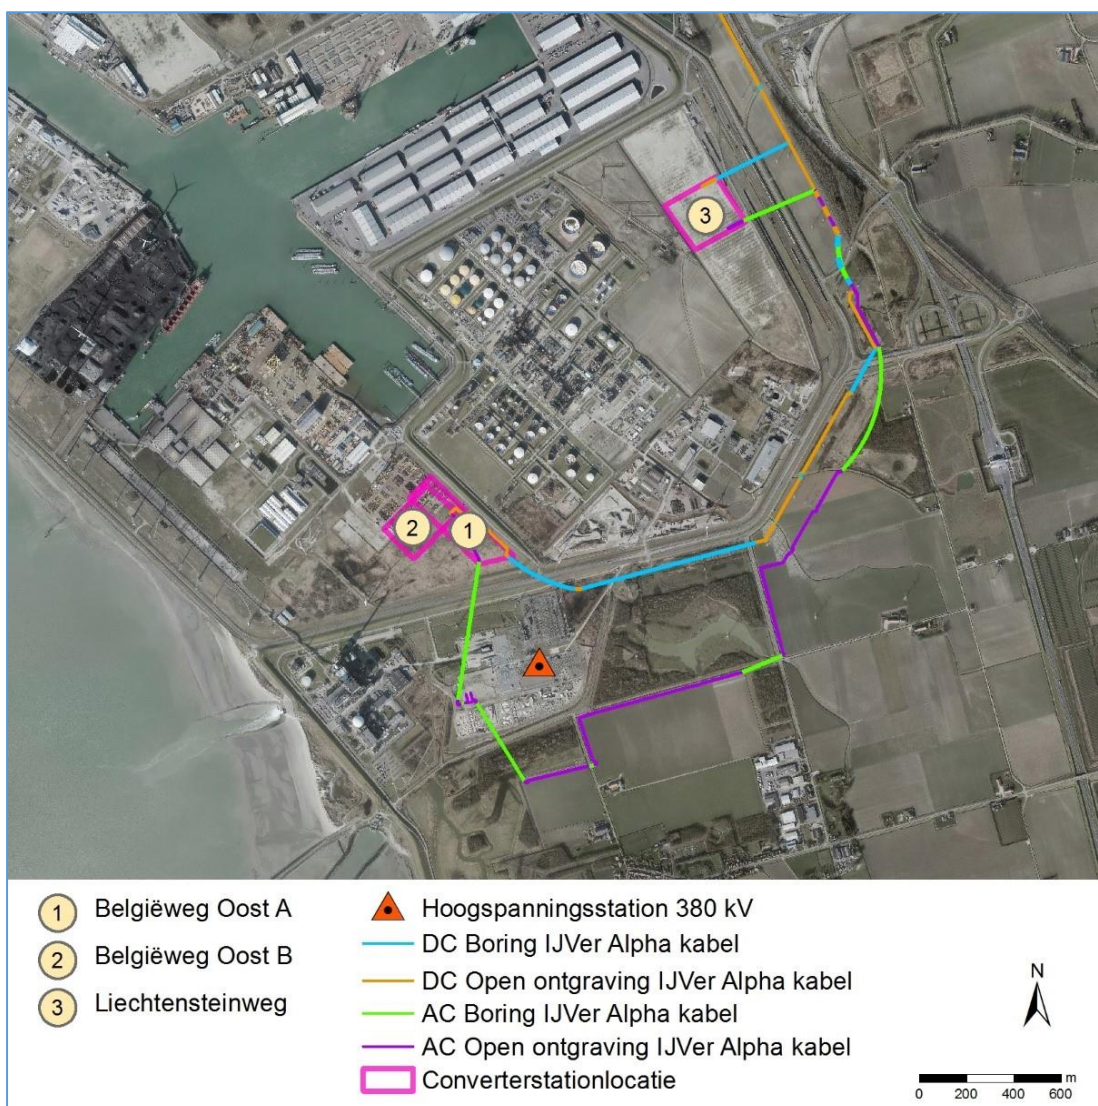 3
2
1
1 Belgiëweg Oost A
2 Belgiëweg Oost B
3 Liechtensteinweg
Hoogspanningsstation 380 kV
DC Boring IJVer Alpha kabel
DC Open ontgraving IJVer Alpha kabel
AC Boring IJVer Alpha kabel
AC Open ontgraving IJVer Alpha kabel
Converterstationlocatie
N
m
0 200 400 600